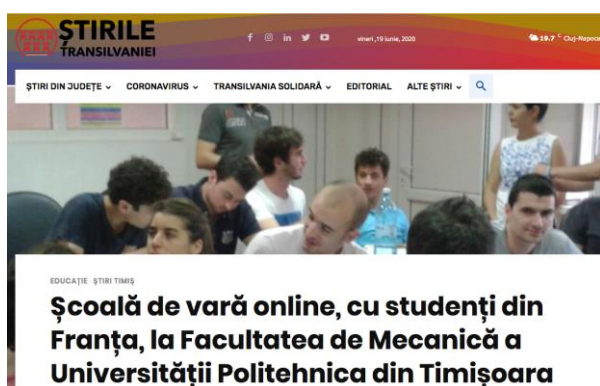 ȘTIRILE
TRANSILVANIEI
vineri, 19 iunie, 2020
19.7 C Cluj-Napoca
ȘTIRI DIN JUDEȚE CORONAVIRUS TRANSILVANIA SOLIDARĂ EDITORIAL ALTE ȘTIRI
EDUCAȚIE ȘTIRI TIMIȘ
Școală de vară online, cu studenți din
Franța, la Facultatea de Mecanică a
Universității Politehnica din Timișoara